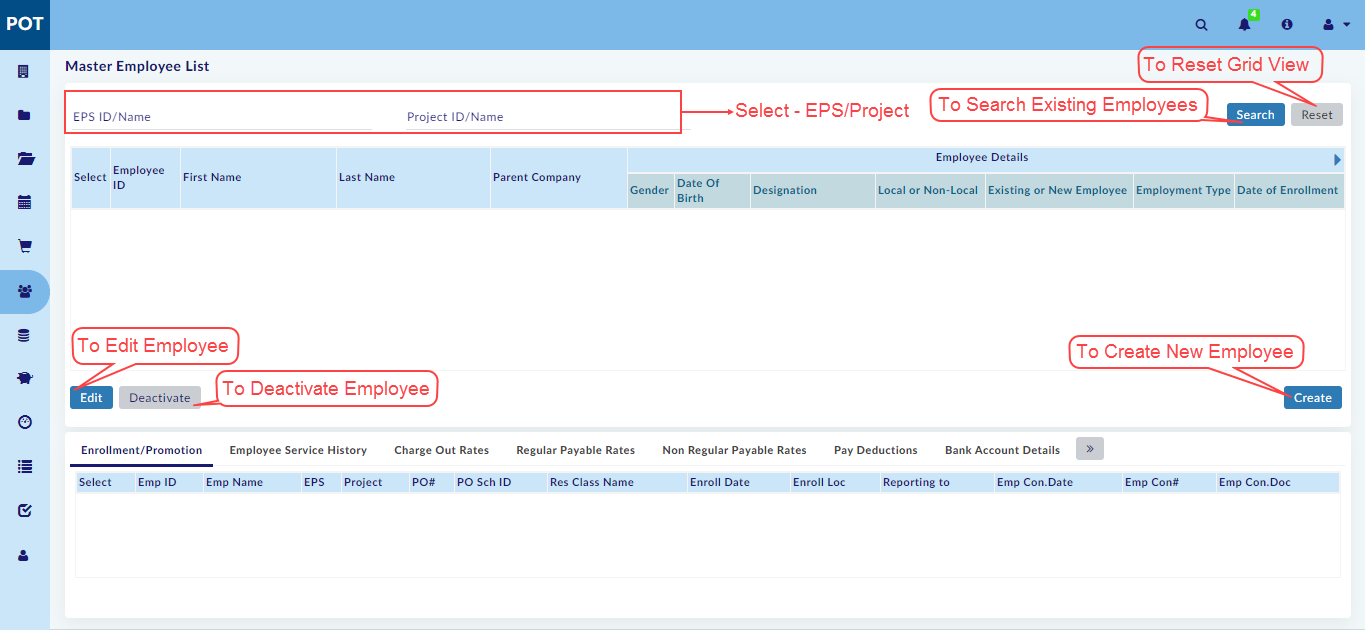 POT
4
Master Employee List
To Reset Grid View
EPS ID/Name
Project ID/Name
Select - EPS/Project
To Search Existing Employees
Search
Reset
Select
Employee
ID
First Name
Last Name
Parent Company
Employee Details
Gender
Date Of
Birth
Designation
Local or Non-Local
Existing or New Employee
Employment Type
Date of Enrollment
To Edit Employee
To Create New Employee
To Deactivate Employee
Edit
Deactivate
Create
Enrollment/Promotion
Employee Service History
Charge Out Rates
Regular Payable Rates
Non Regular Payable Rates
Pay Deductions
Bank Account Details
»
Select
Emp ID
Emp Name
EPS
Project
PO#
PO Sch ID
Res Class Name
Enroll Date
Enroll Loc
Reporting to
Emp Con.Date
Emp Con#
Emp Con.Doc